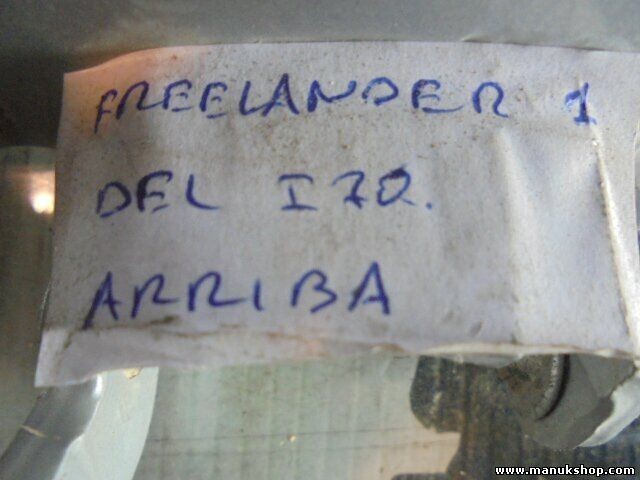 FREELANDER 1
DEL IZQ.
ARRIBA
www.manukshop.com